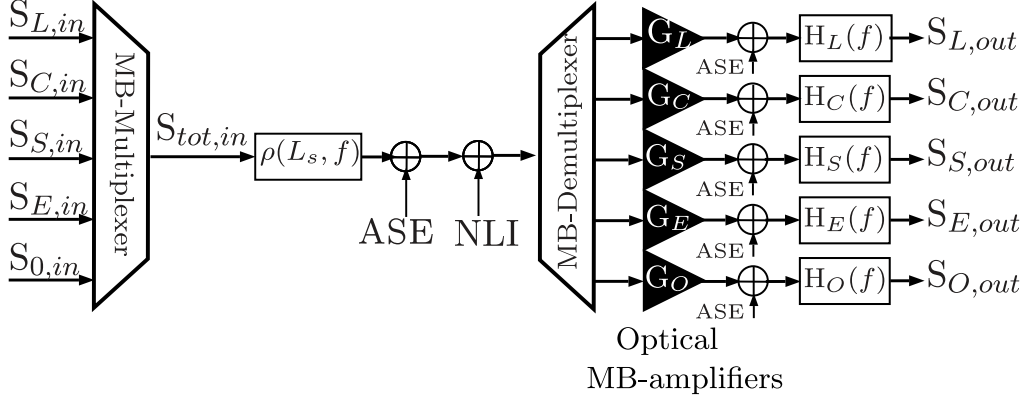 S_{L,in}
S_{C,in}
S_{S,in}
S_{E,in}
S_{0,in}
MB-Multiplexer
S_{tot,in}
ρ(L_s, f)
ASE
NLI
MB-Demultiplexer
G_L
ASE
H_L(f)
S_{L,out}
G_C
ASE
H_C(f)
S_{C,out}
G_S
ASE
H_S(f)
S_{S,out}
G_E
ASE
H_E(f)
S_{E,out}
G_O
ASE
H_O(f)
S_{O,out}
Optical
MB-amplifiers